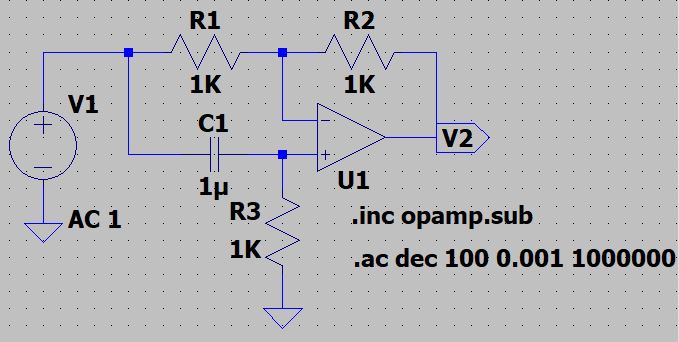 R1
R2
1K
1K
V1
C1
V2
1µ
U1
R3
AC 1
.inc opamp.sub
1K
.ac dec 100 0.001 1000000